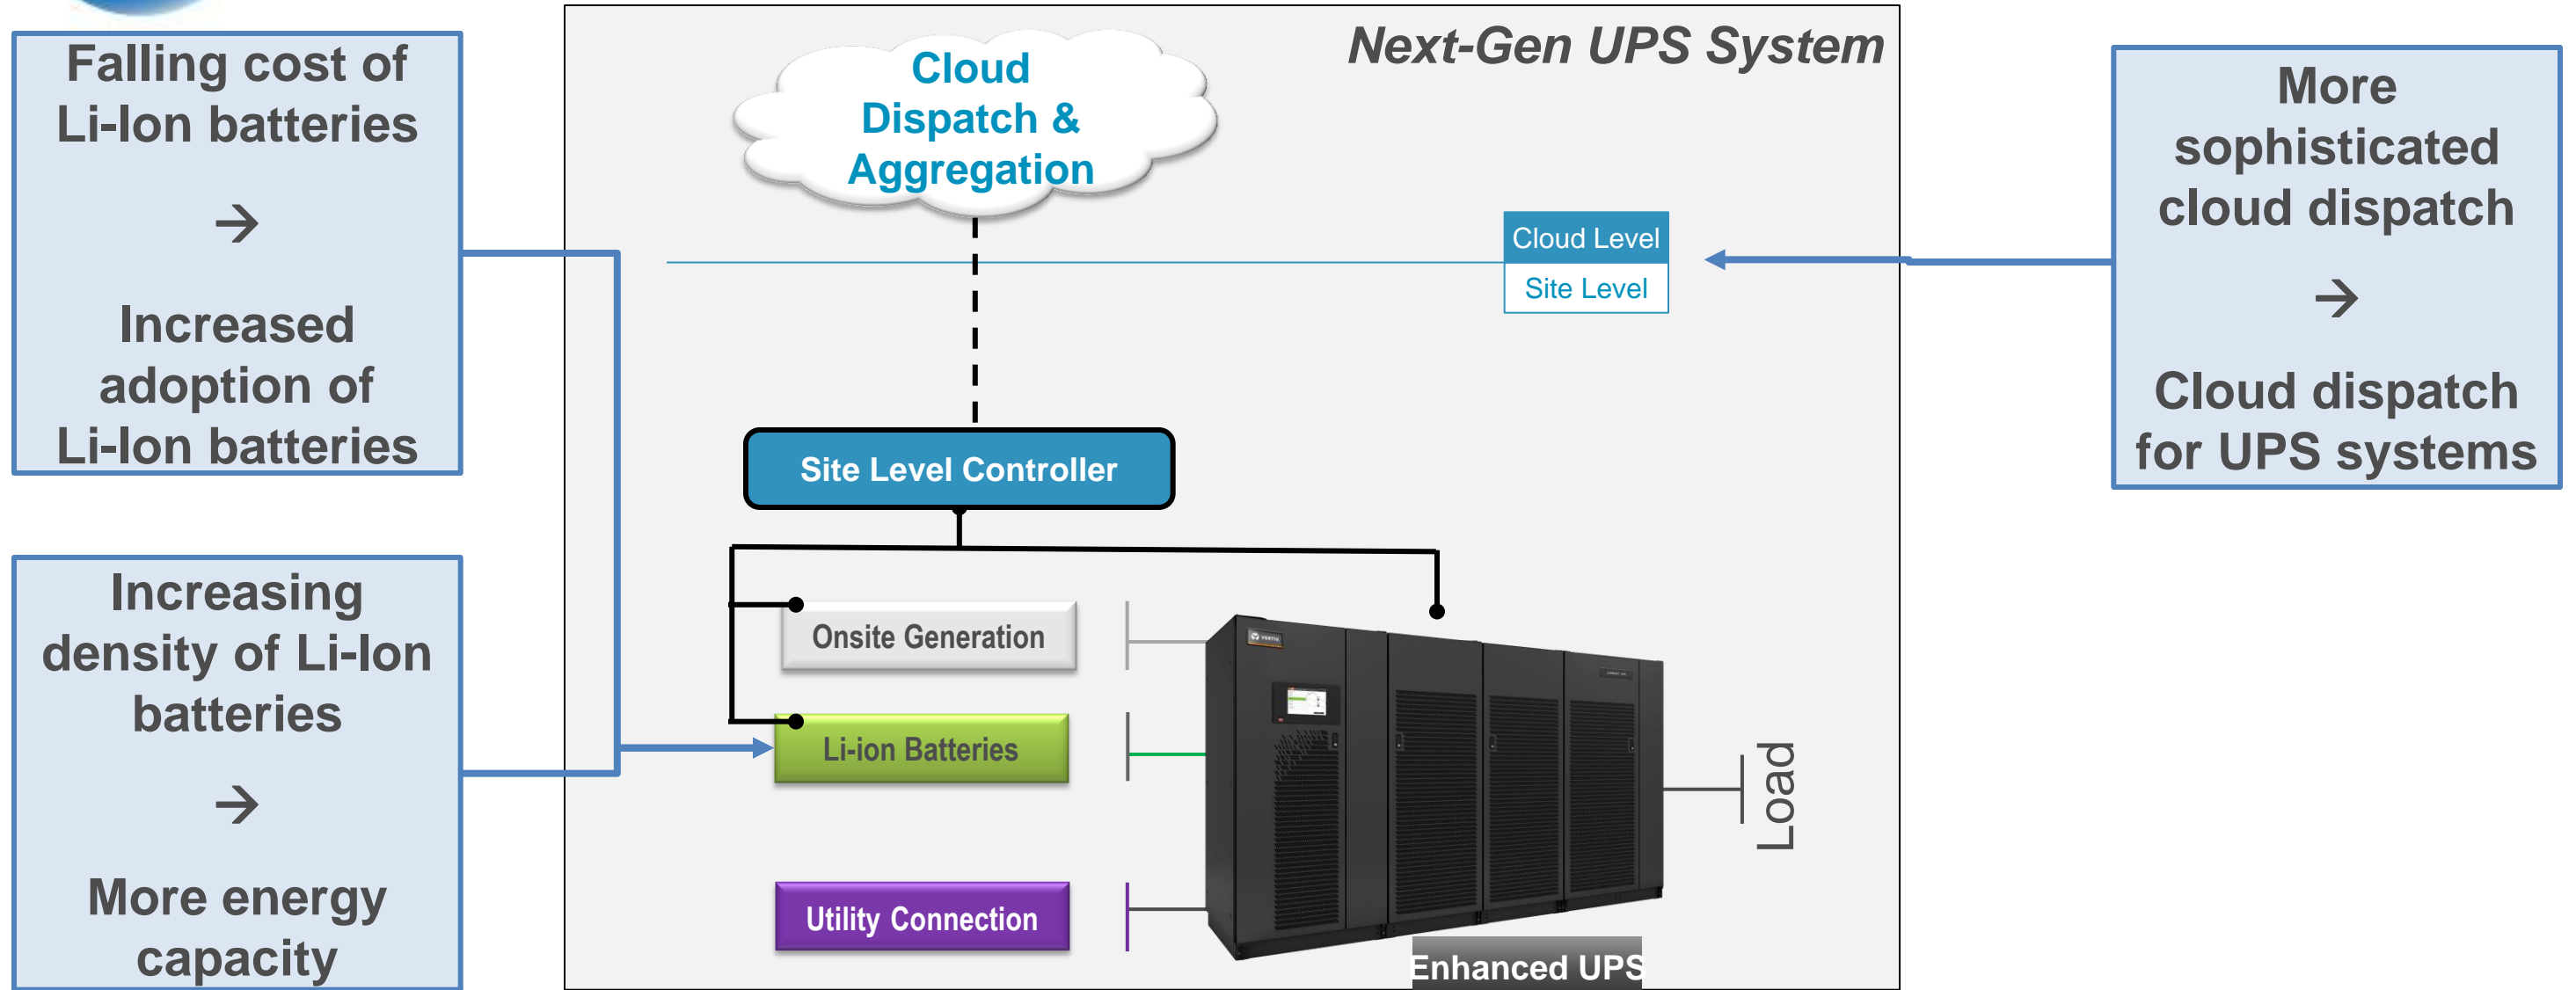 Falling cost of
Li-Ion batteries
→
Increased
adoption of
Li-Ion batteries
Increasing
density of Li-Ion
batteries
→
More energy
capacity
Next-Gen UPS System
Cloud
Dispatch &
Aggregation
Cloud Level
Site Level
Site Level Controller
Onsite Generation
Li-ion Batteries
Utility Connection
VERTIV
Load
Enhanced UPS
More
sophisticated
cloud dispatch
→
Cloud dispatch
for UPS systems